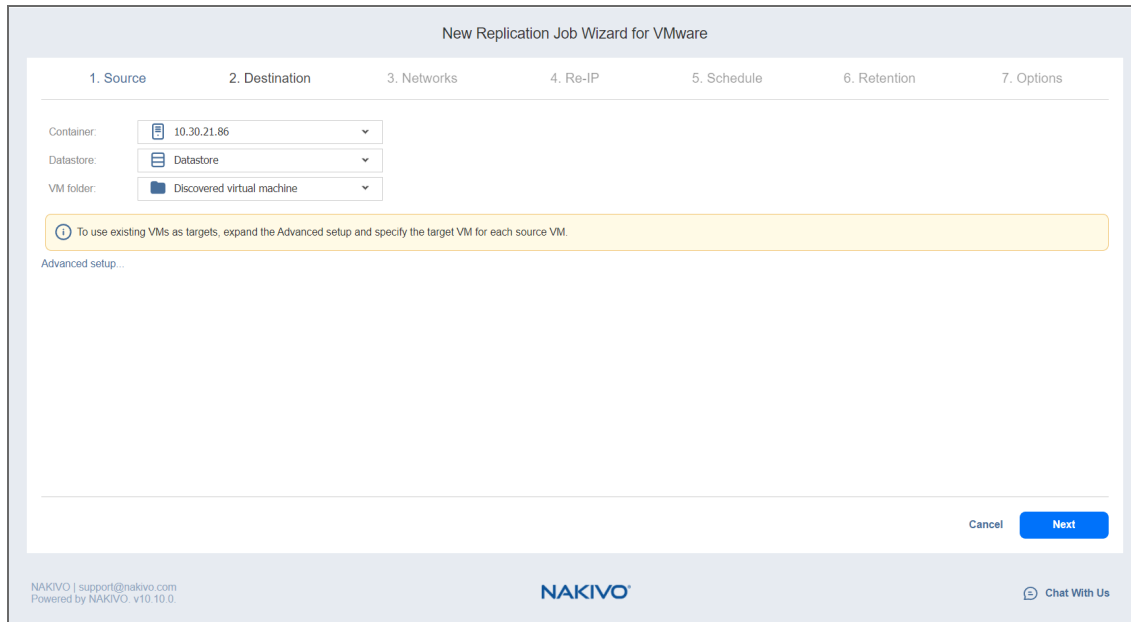 New Replication Job Wizard for VMware
1. Source 2. Destination 3. Networks 4. Re-IP 5. Schedule 6. Retention 7. Options
Container: 10.30.21.86
Datastore: Datastore
VM folder: Discovered virtual machine
To use existing VMs as targets, expand the Advanced setup and specify the target VM for each source VM.
Advanced setup...
Cancel Next
NAKIVO | support@nakivo.com
Powered by NAKIVO. v10.10.0.
NAKIVO®
Chat With Us